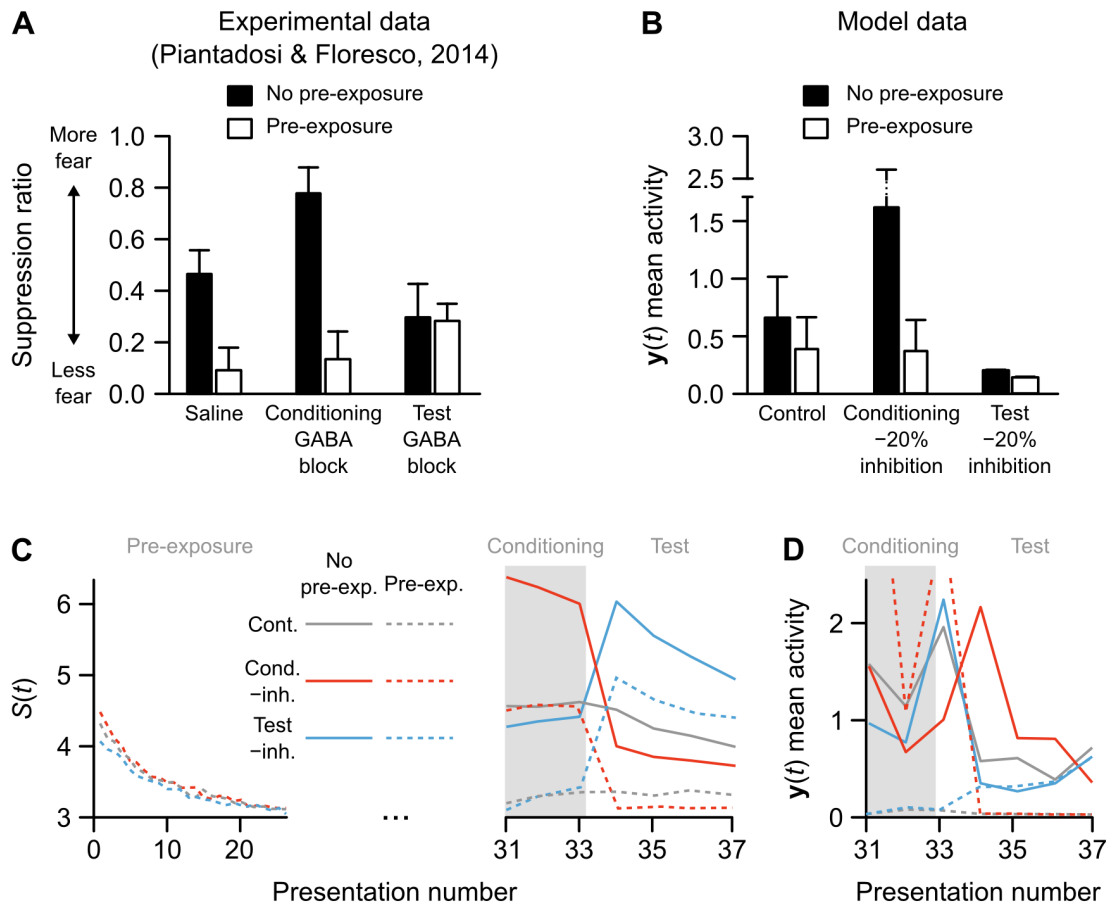 A
Experimental data
(Piantadosi & Floresco, 2014)
No pre-exposure
Pre-exposure
More
fear
Less
fear
Suppression ratio
1.0
0.8
0.6
0.4
0.2
0.0
Saline
Conditioning
GABA
block
Test
GABA
block
B
Model data
No pre-exposure
Pre-exposure
y(t) mean activity
3.0
2.5
1.5
1.0
0.5
0.0
Control
Conditioning
−20%
inhibition
Test
−20%
inhibition
C
Pre-exposure
No
pre-exp.
Pre-exp.
Cont.
Cond.
−inh.
Test
−inh.
S(t)
6
5
4
3
0
10
20
...
Conditioning
Test
31
33
35
37
Presentation number
D
Conditioning
Test
y(t) mean activity
2
1
0
31
33
35
37
Presentation number